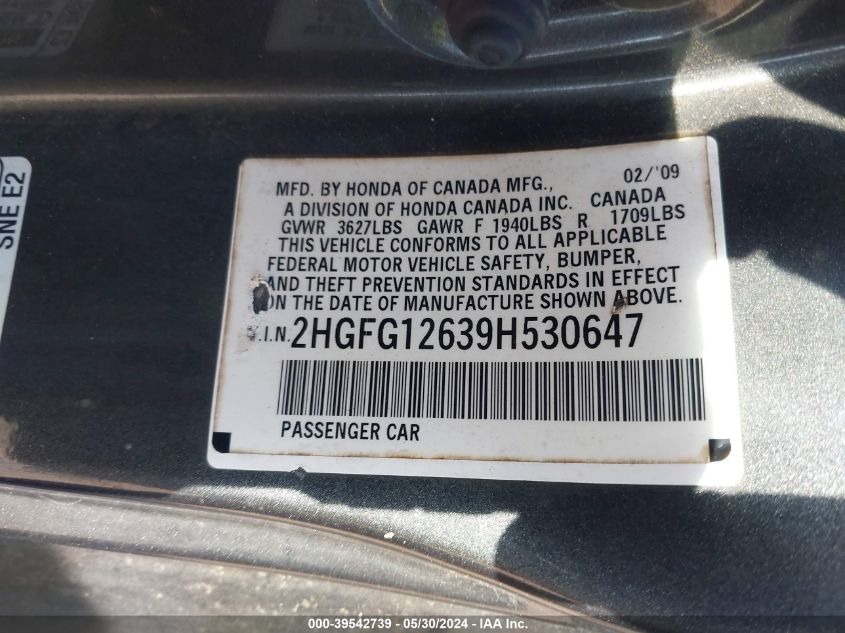 SNE E2
02/'09
MFD. BY HONDA OF CANADA MFG.,
A DIVISION OF HONDA CANADA INC. CANADA
GVWR 3627LBS GAWR F 1940LBS R 1709LBS
THIS VEHICLE CONFORMS TO ALL APPLICABLE
FEDERAL MOTOR VEHICLE SAFETY, BUMPER,
AND THEFT PREVENTION STANDARDS IN EFFECT
ON THE DATE OF MANUFACTURE SHOWN ABOVE.
V.I.N. 2HGFG12639H530647
PASSENGER CAR
000-39542739 - 05/30/2024 - IAA Inc.